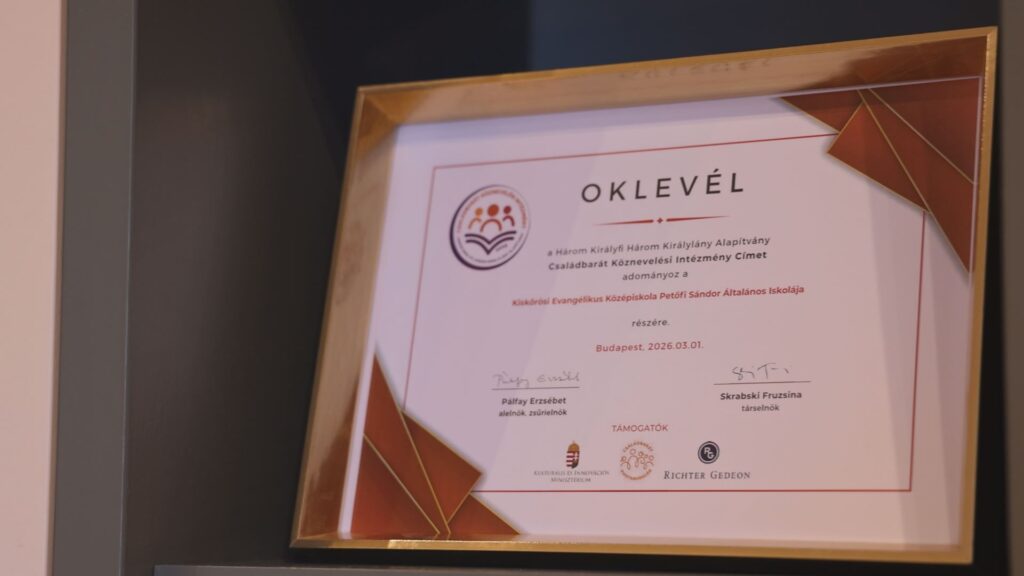 OKLEVÉL
a Három Királyfi Három Királylány Alapítvány
Családbarát Köznevelési Intézmény Címet
adományoz a
Kiskőrösi Evangélikus Középiskola Petőfi Sándor Általános Iskolája
részére.
Budapest, 2026.03.01.
Pálfay Erzsébet
alelnök, zsűrielnök
Skrabski Fruzsina
társelnök
TÁMOGATÓK
KULTURÁLIS ÉS INNOVÁCIÓS
MINISZTÉRIUM
RG
RICHTER GEDEON